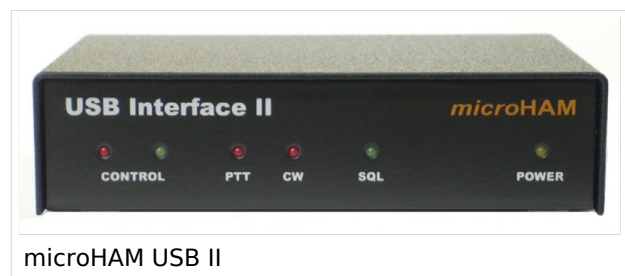 USB Interface II
microHAM
CONTROL PTT CW SQL POWER
microHAM USB II